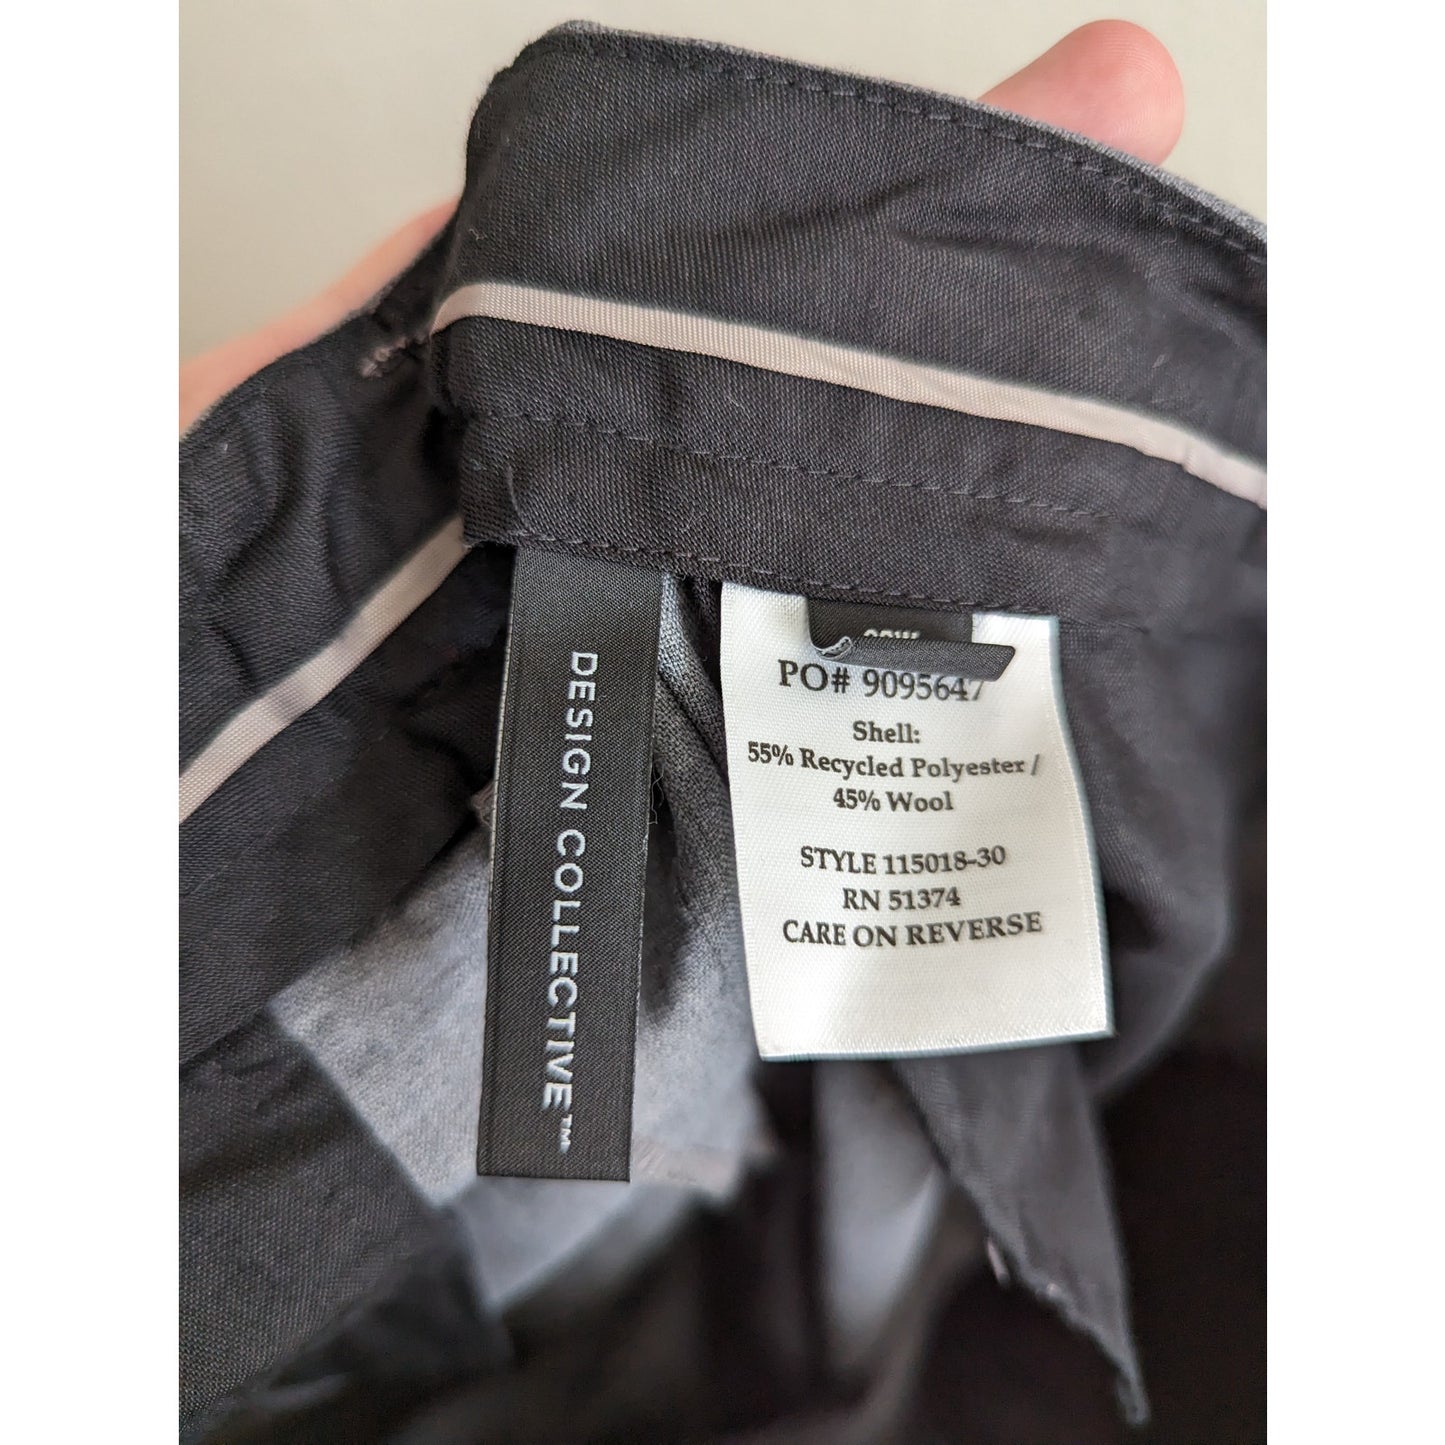 DESIGN COLLECTIVE™
PO# 9095647
Shell:
55% Recycled Polyester /
45% Wool
STYLE 115018-30
RN 51374
CARE ON REVERSE